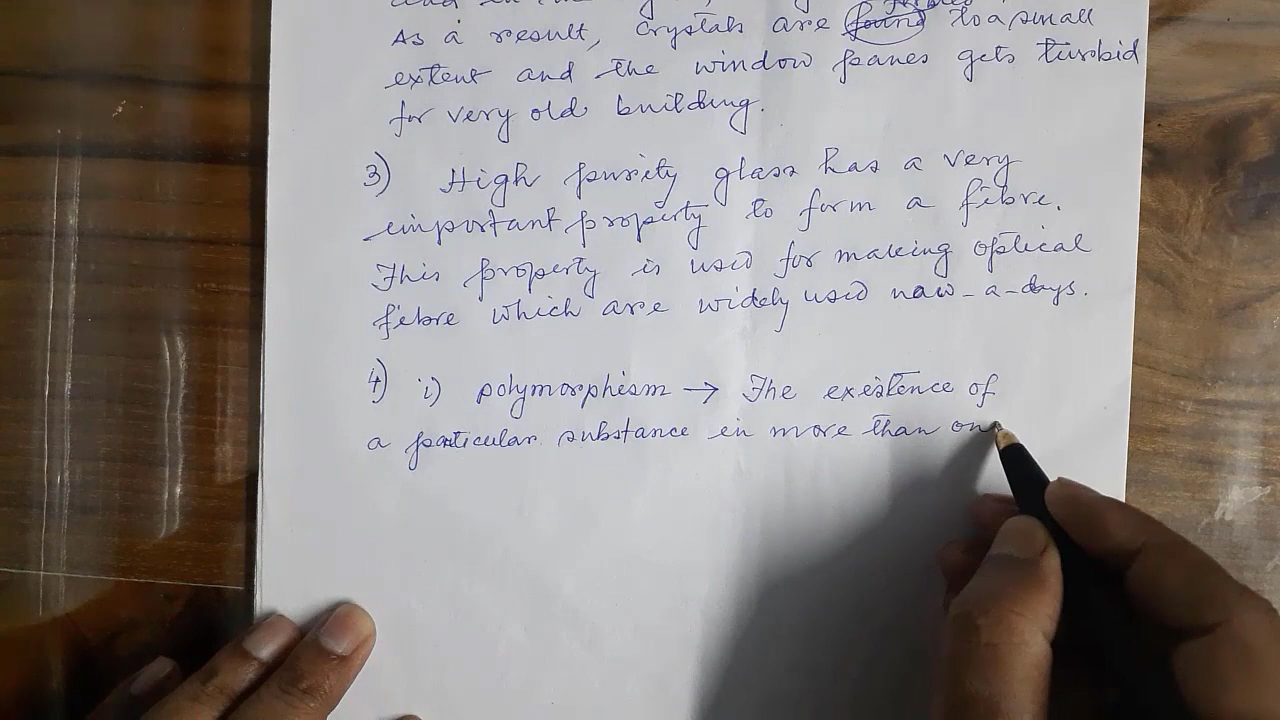 As a result, crystals are found to a small
extent and the window panes gets turbid
for very old building.
3) High purity glass has a very
important property to form a fibre.
This property is used for making optical
fibre which are widely used now-a-days.
4) i) polymorphism → The existence of
a particular substance in more than on